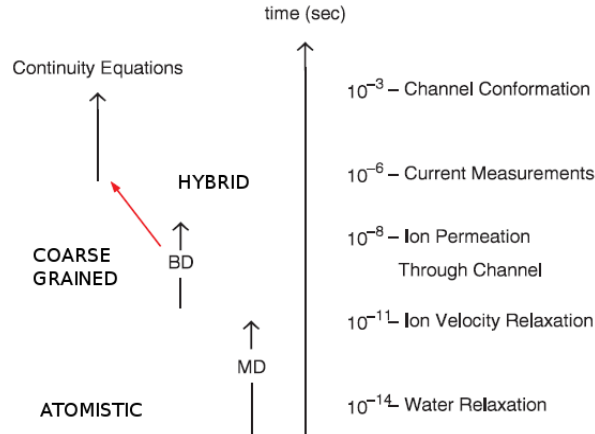 time (sec)
Continuity Equations
10⁻³ – Channel Conformation
10⁻⁶ – Current Measurements
HYBRID
10⁻⁸ – Ion Permeation
Through Channel
COARSE
GRAINED
BD
10⁻¹¹ – Ion Velocity Relaxation
MD
10⁻¹⁴ – Water Relaxation
ATOMISTIC